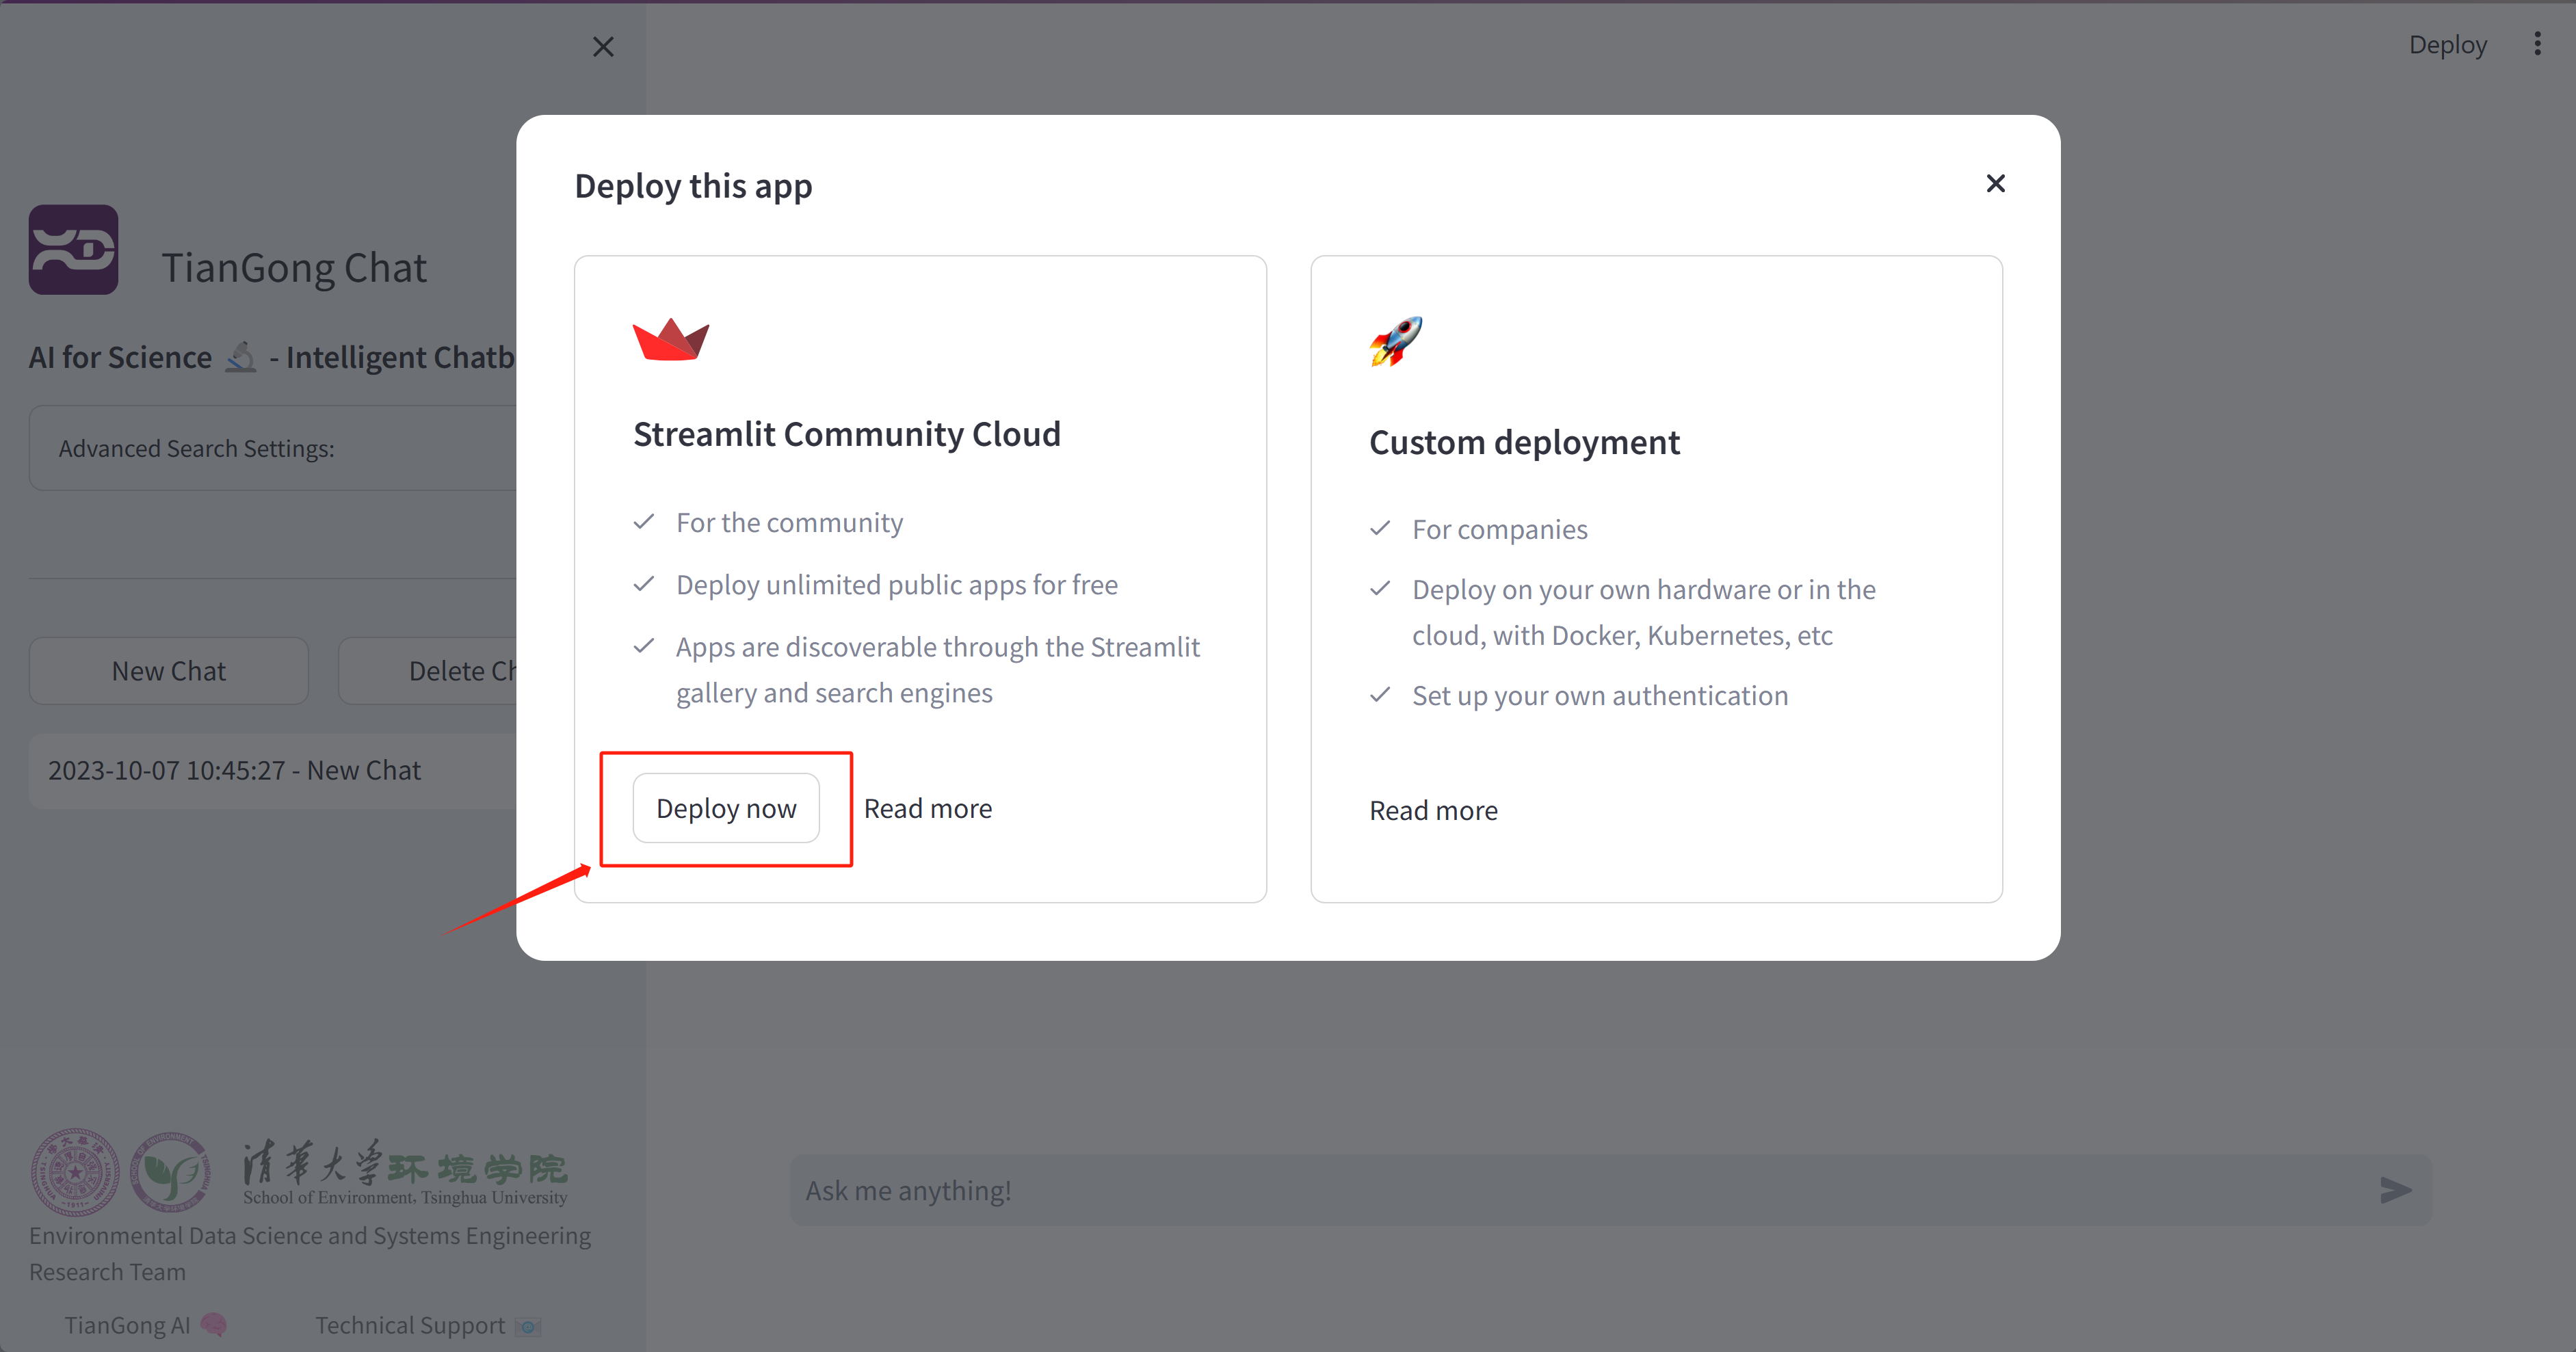 Deploy
TianGong Chat
AI for Science - Intelligent Chatb
Advanced Search Settings:
New Chat
Delete Ch
2023-10-07 10:45:27 - New Chat
Deploy this app
Streamlit Community Cloud
For the community
Deploy unlimited public apps for free
Apps are discoverable through the Streamlit
gallery and search engines
Deploy now
Read more
Custom deployment
For companies
Deploy on your own hardware or in the
cloud, with Docker, Kubernetes, etc
Set up your own authentication
Read more
清華大学环境学院
School of Environment, Tsinghua University
Environmental Data Science and Systems Engineering
Research Team
TianGong AI
Technical Support
Ask me anything!